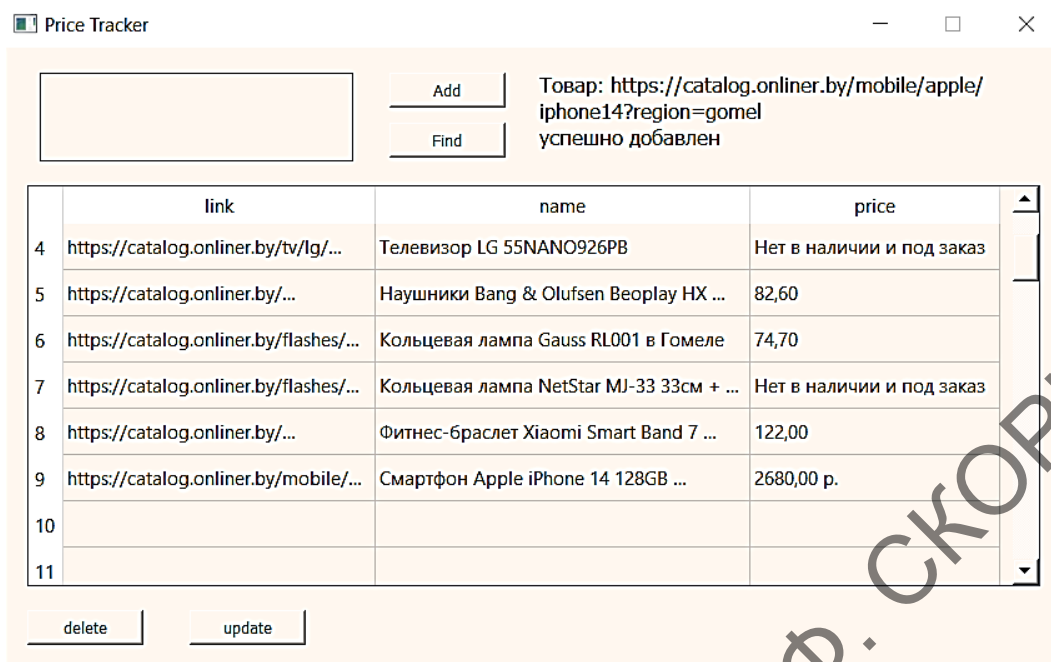 Price Tracker
Add
Find
Товар: https://catalog.onliner.by/mobile/apple/
iphone14?region=gomel
успешно добавлен
link name price
4 https://catalog.onliner.by/tv/lg/... Телевизор LG 55NANO926PB Нет в наличии и под заказ
5 https://catalog.onliner.by/... Наушники Bang & Olufsen Beoplay HX ... 82,60
6 https://catalog.onliner.by/flashes/... Кольцевая лампа Gauss RL001 в Гомеле 74,70
7 https://catalog.onliner.by/flashes/... Кольцевая лампа NetStar MJ-33 33см + ... Нет в наличии и под заказ
8 https://catalog.onliner.by/... Фитнес-браслет Xiaomi Smart Band 7 ... 122,00
9 https://catalog.onliner.by/mobile/... Смартфон Apple iPhone 14 128GB ... 2680,00 р.
10
11
delete update
Ф. СКОР